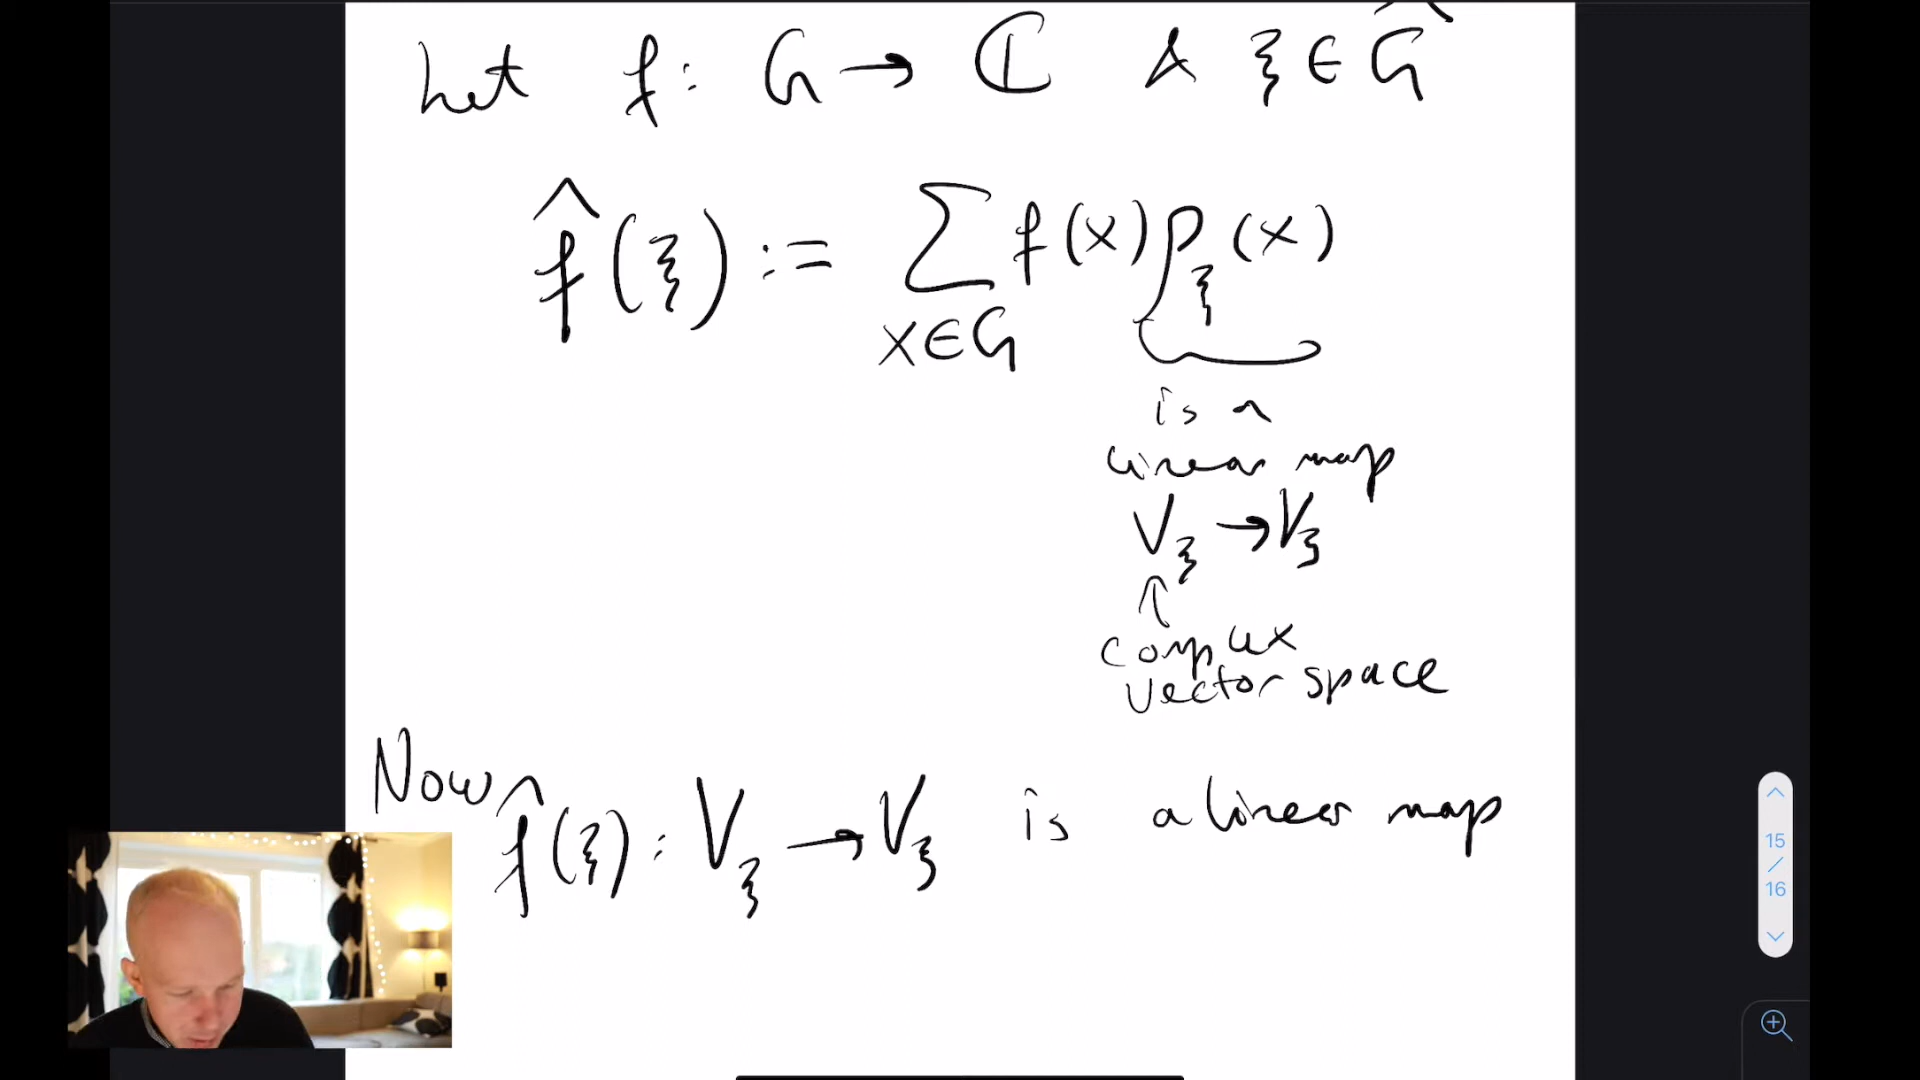 Let f: G → ℂ & ξ ∈ Ĝ
f̂(ξ) := ∑ f(x) ρ_ξ(x)
x∈G
is a
linear map
V_ξ → V_ξ
↑
complex
vector space
Now
f̂(ξ): V_ξ → V_ξ is a linear map
15
/
16